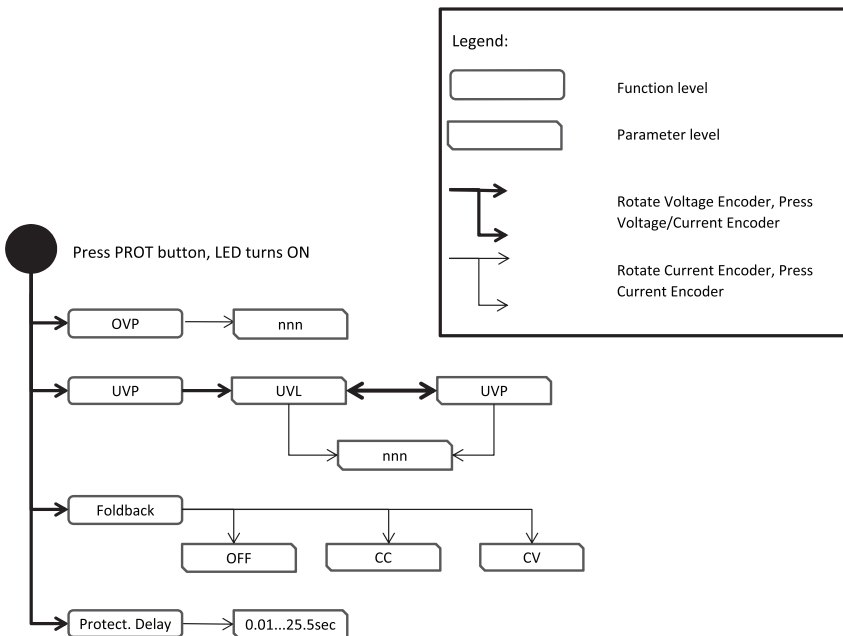 Legend:
Function level
Parameter level
Rotate Voltage Encoder, Press
Voltage/Current Encoder
Rotate Current Encoder, Press
Current Encoder
Press PROT button, LED turns ON
OVP
nnn
UVP
UVL
UVP
nnn
Foldback
OFF
CC
CV
Protect. Delay
0.01...25.5sec